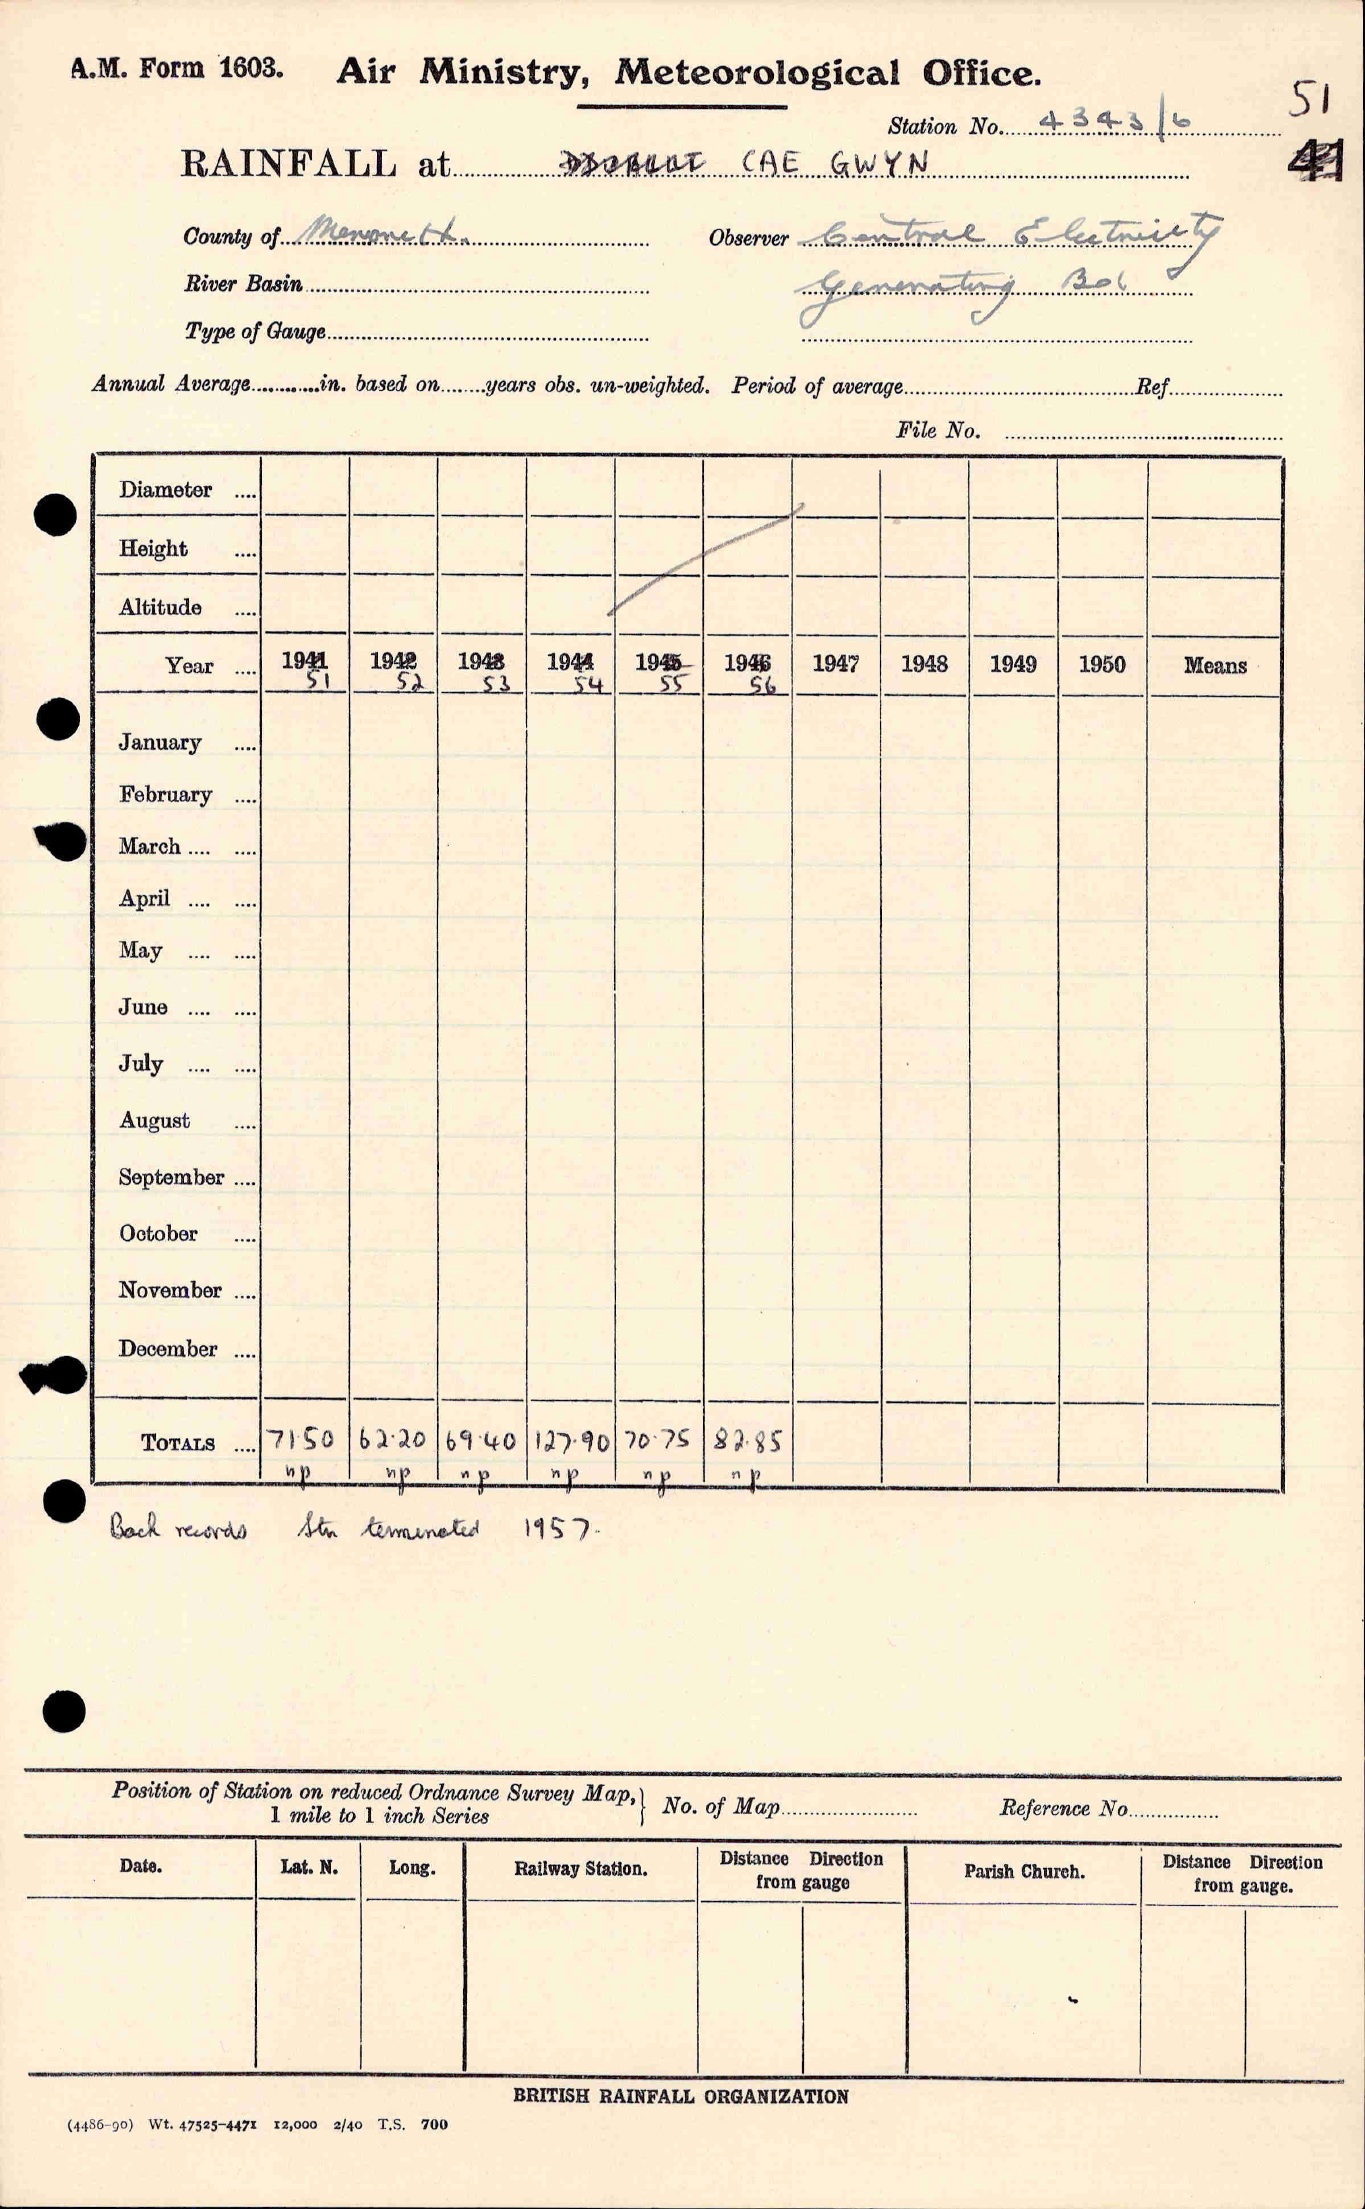 A.M. Form 1603. Air Ministry, Meteorological Office.
51
Station No. 4343/6
41
RAINFALL at CAE GWYN
County of Merioneth. Observer Central Electricity
River Basin Generating Bd
Type of Gauge
Annual Average in. based on years obs. un-weighted. Period of average Ref.
File No.
Diameter
Height
Altitude
Year 1941 1942 1943 1944 1945 1946 1947 1948 1949 1950 Means
51 52 53 54 55 56
January
February
March
April
May
June
July
August
September
October
November
December
TOTALS 71.50 62.20 69.40 127.90 70.75 82.85
np np np np np np
Back records Stn terminated 1957.
Position of Station on reduced Ordnance Survey Map, 1 mile to 1 inch Series } No. of Map Reference No.
Date. Lat. N. Long. Railway Station. Distance Direction from gauge Parish Church. Distance Direction from gauge.
BRITISH RAINFALL ORGANIZATION
(4486-90) Wt. 47525-4471 12,000 2/40 T.S. 700